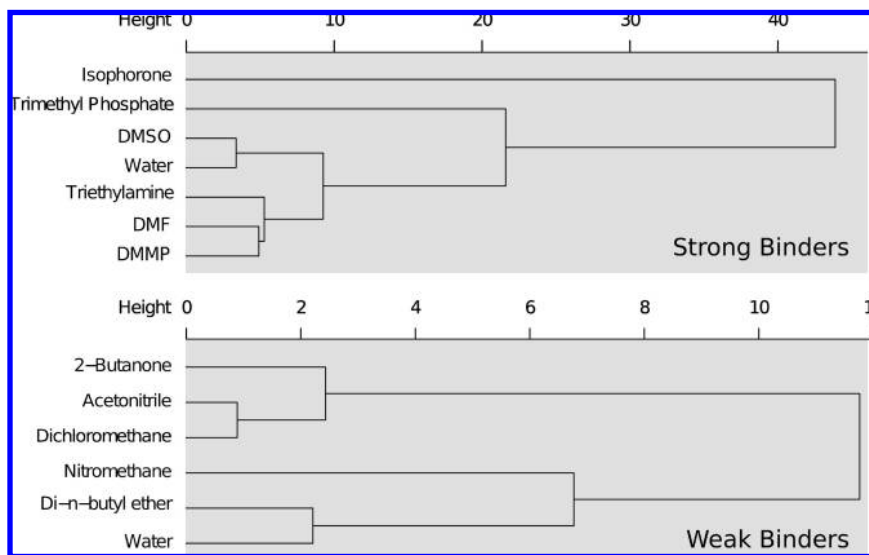 Height 0 10 20 30 40
Isophorone
Trimethyl Phosphate
DMSO
Water
Triethylamine
DMF
DMMP
Strong Binders
Height 0 2 4 6 8 10 1
2−Butanone
Acetonitrile
Dichloromethane
Nitromethane
Di−n−butyl ether
Water
Weak Binders